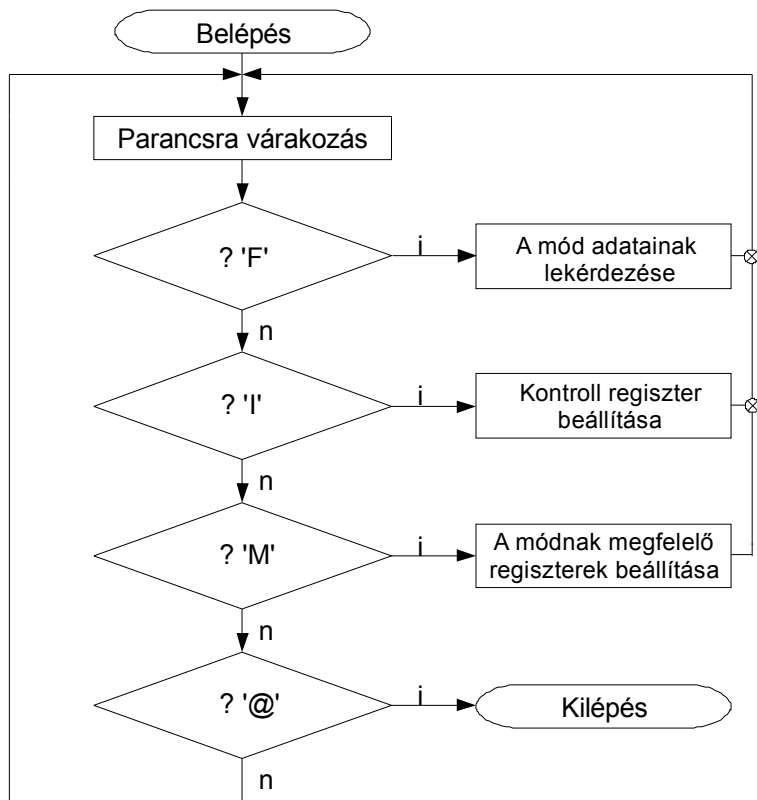 Belépés
Parancsra várakozás
? 'F'
i
A mód adatainak
lekérdezése
n
? 'I'
i
Kontroll regiszter
beállítása
n
? 'M'
i
A módnak megfelelő
regiszterek beállítása
n
? '@'
i
Kilépés
n